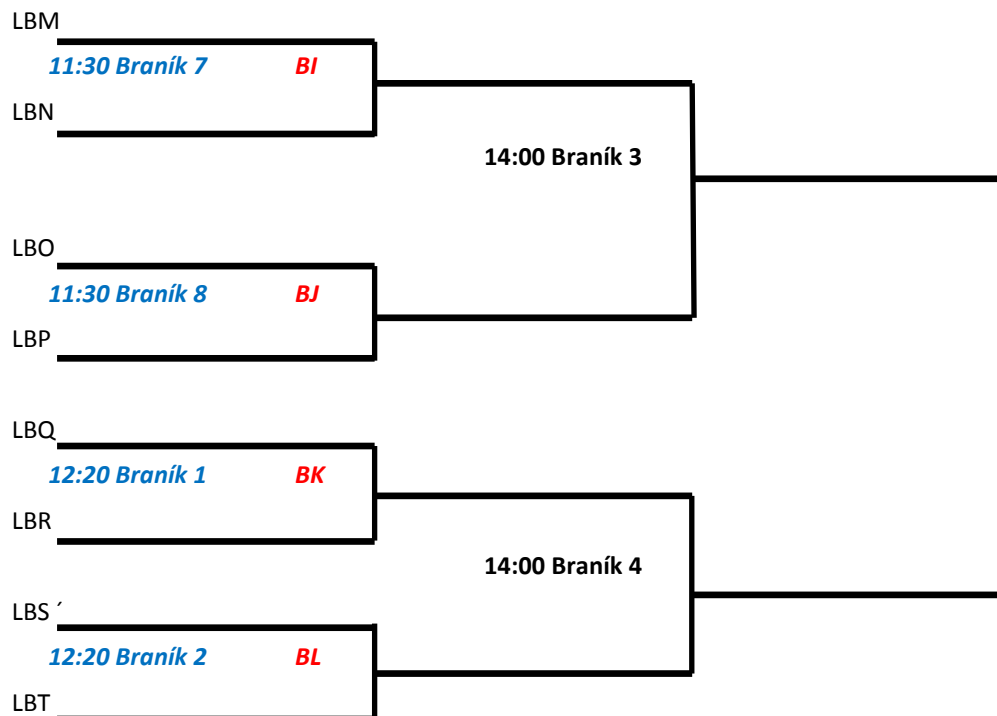 LBM
11:30 Braník 7 BI
LBN
14:00 Braník 3
LBO
11:30 Braník 8 BJ
LBP
LBQ
12:20 Braník 1 BK
LBR
14:00 Braník 4
LBS ´
12:20 Braník 2 BL
LBT